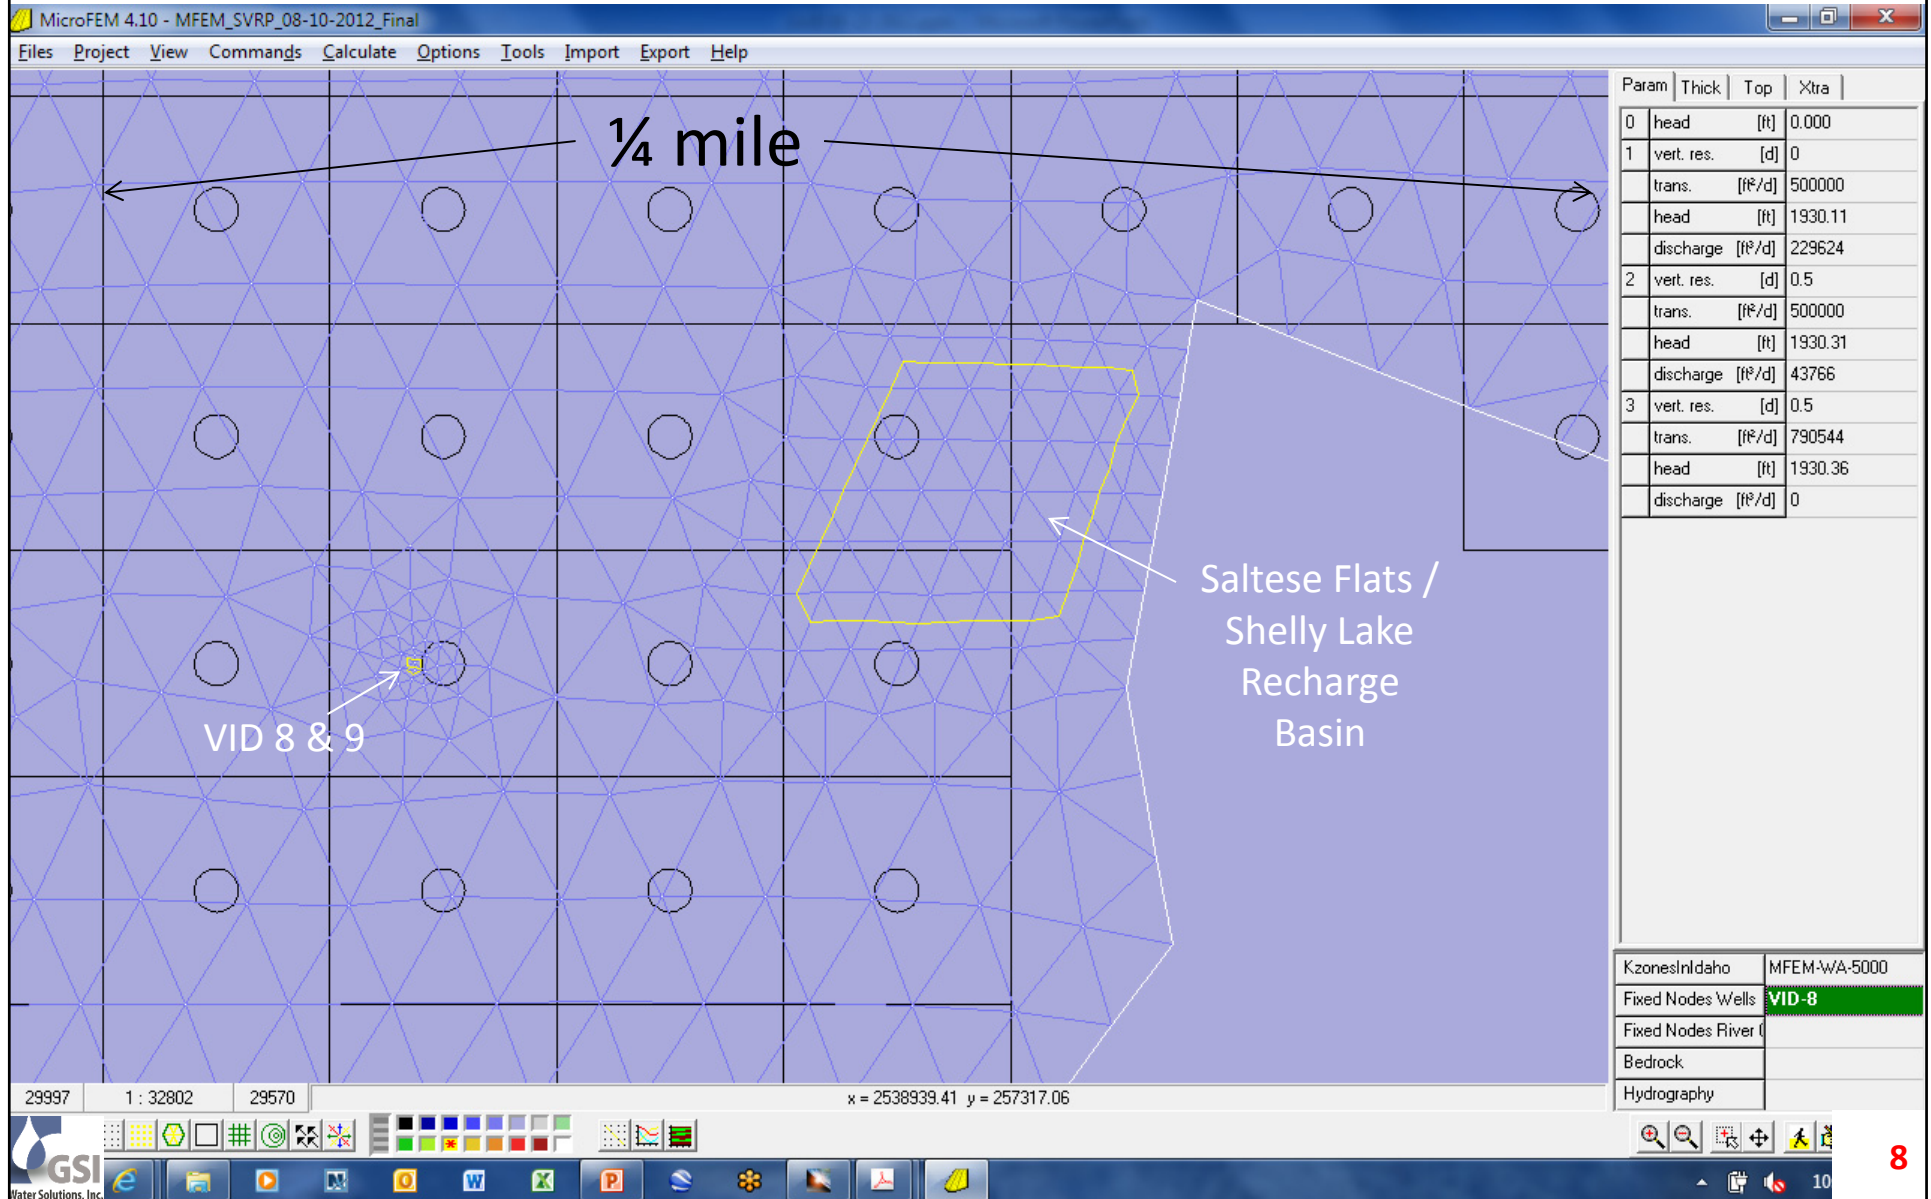 MicroFEM 4.10 - MFEM_SVRP_08-10-2012_Final
Files Project View Commands Calculate Options Tools Import Export Help
¼ mile
Saltese Flats /
Shelly Lake
Recharge
Basin
VID 8 & 9
Param Thick Top Xtra
0 head [ft] 0.000
1 vert. res. [d] 0
trans. [ft²/d] 500000
head [ft] 1930.11
discharge [ft³/d] 229624
2 vert. res. [d] 0.5
trans. [ft²/d] 500000
head [ft] 1930.31
discharge [ft³/d] 43766
3 vert. res. [d] 0.5
trans. [ft²/d] 790544
head [ft] 1930.36
discharge [ft³/d] 0
KzonesInIdaho MFEM-WA-5000
Fixed Nodes Wells VID-8
Fixed Nodes River
Bedrock
Hydrography
29997 1 : 32802 29570 x = 2538939.41 y = 257317.06
GSI
Water Solutions, Inc.
10
8